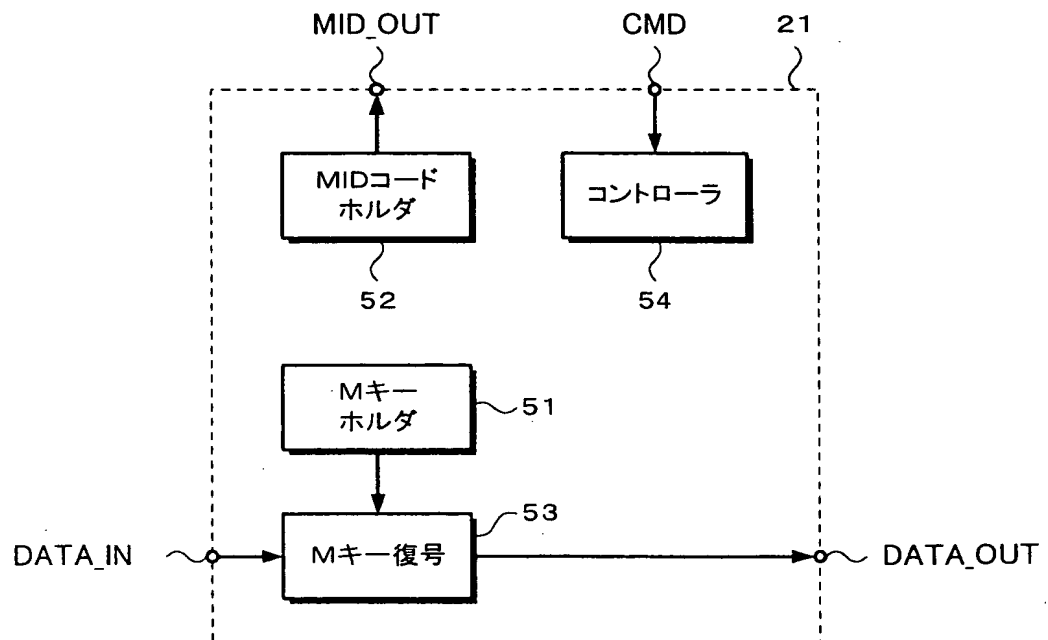 MID_OUT
CMD
21
MIDコード
ホルダ
コントローラ
52
54
Mキー
ホルダ
51
53
DATA_IN
Mキー復号
DATA_OUT